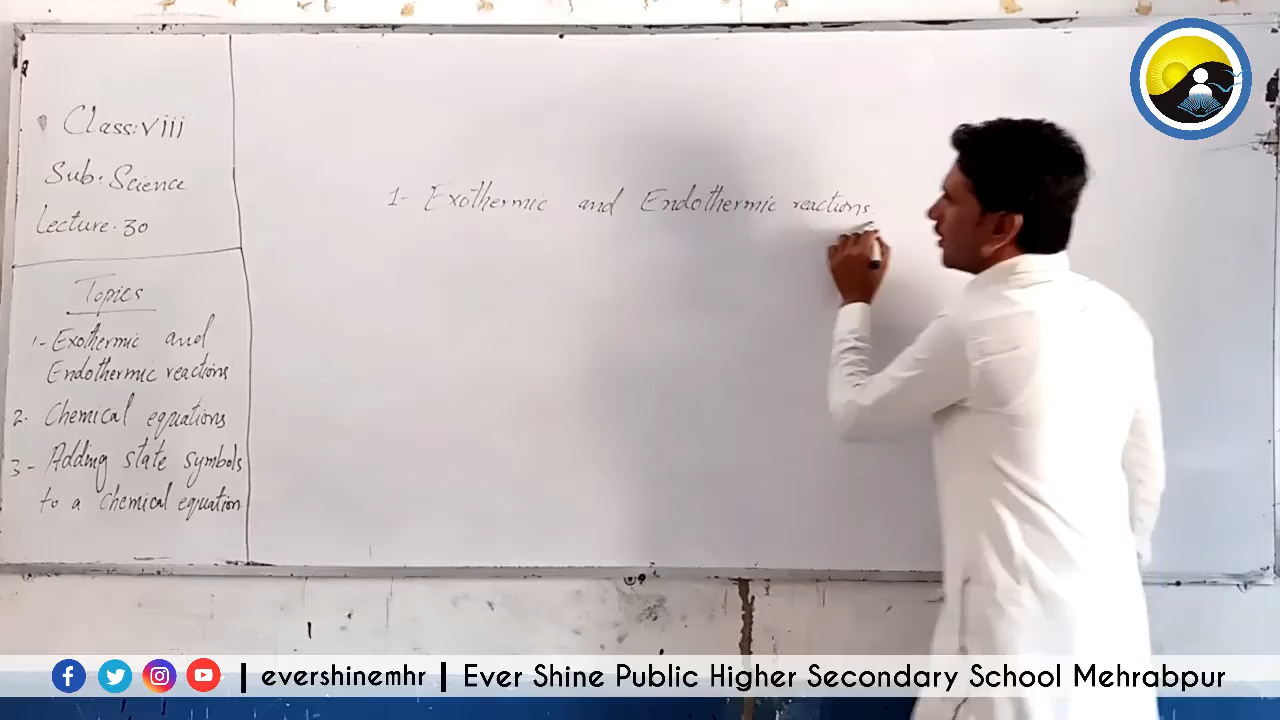 Class: viii
Sub: Science
Lecture. 30
Topics
1- Exothermic and
Endothermic reactions
2- Chemical equations
3- Adding state symbols
to a chemical equation
1- Exothermic and Endothermic reactions.
| evershinemhr | Ever Shine Public Higher Secondary School Mehrabpur